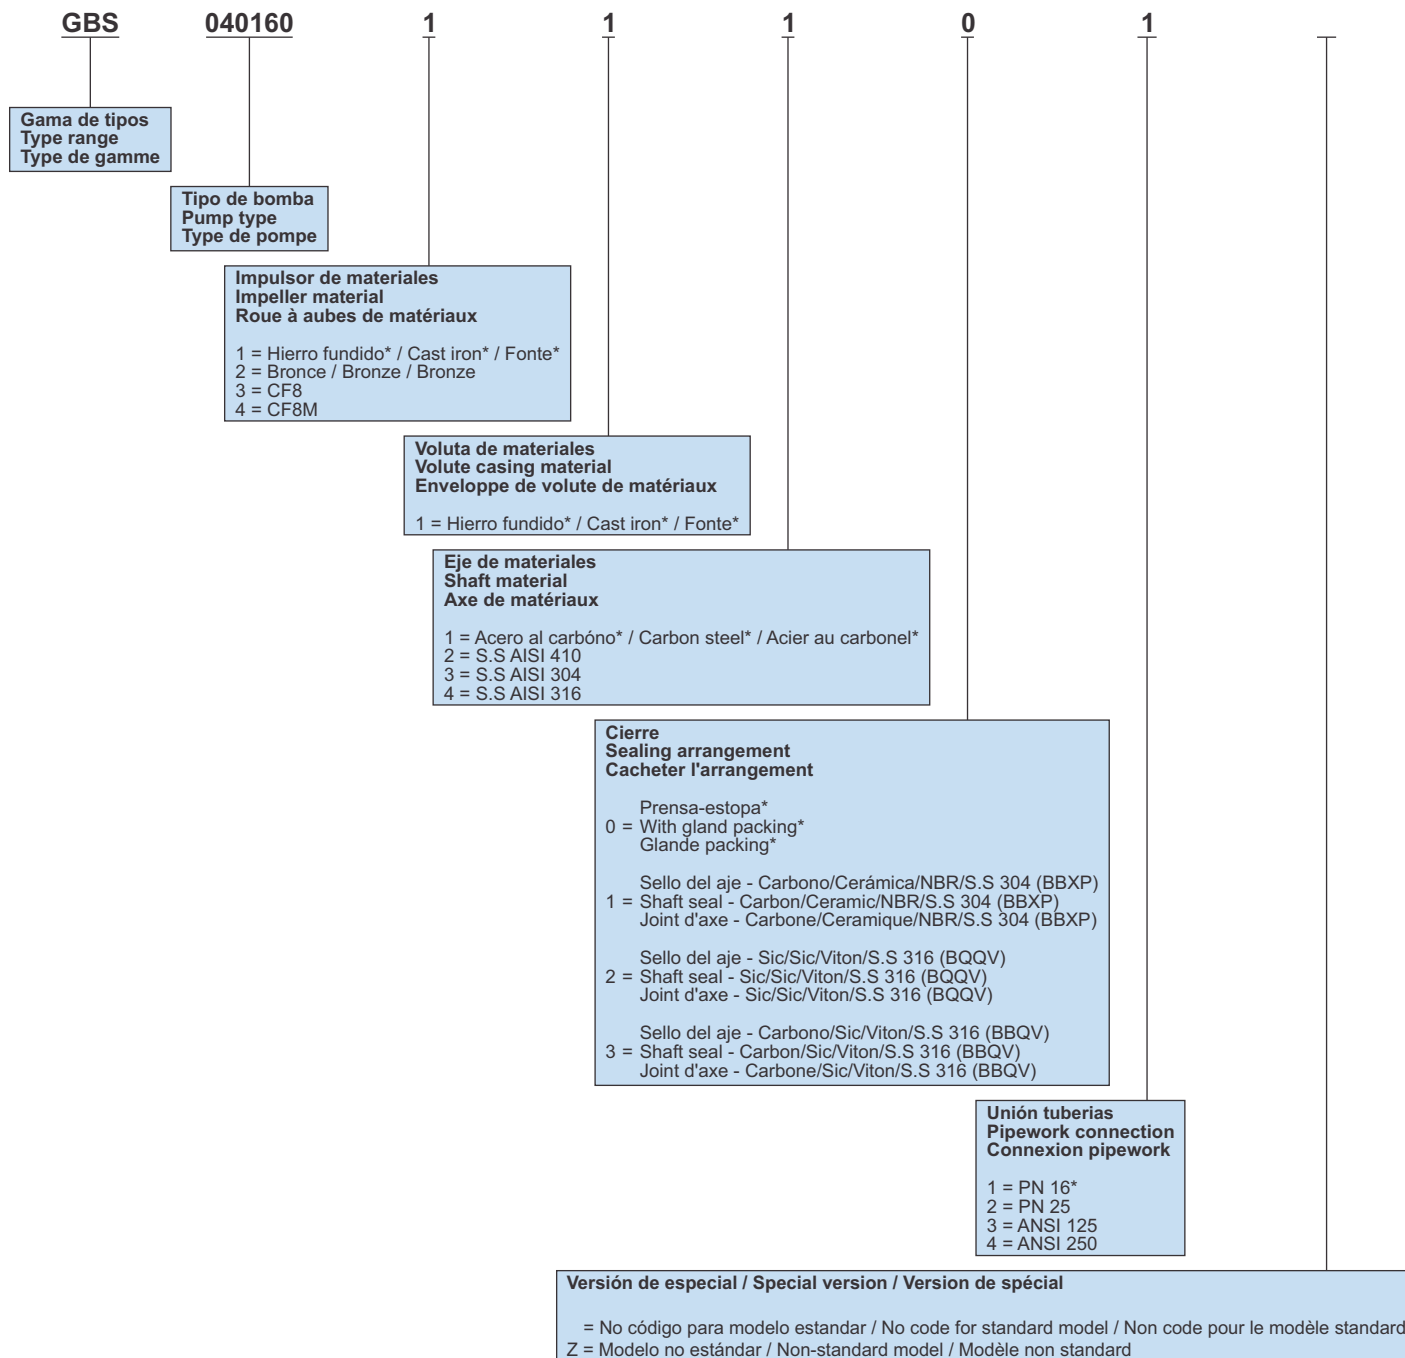 GBS 040160 1 1 1 0 1
Gama de tipos
Type range
Type de gamme
Tipo de bomba
Pump type
Type de pompe
Impulsor de materiales
Impeller material
Roue à aubes de matériaux
1 = Hierro fundido* / Cast iron* / Fonte*
2 = Bronce / Bronze / Bronze
3 = CF8
4 = CF8M
Voluta de materiales
Volute casing material
Enveloppe de volute de matériaux
1 = Hierro fundido* / Cast iron* / Fonte*
Eje de materiales
Shaft material
Axe de matériaux
1 = Acero al carbóno* / Carbon steel* / Acier au carbonel*
2 = S.S AISI 410
3 = S.S AISI 304
4 = S.S AISI 316
Cierre
Sealing arrangement
Cacheter l'arrangement
Prensa-estopa*
0 = With gland packing*
Glande packing*
Sello del aje - Carbono/Cerámica/NBR/S.S 304 (BBXP)
1 = Shaft seal - Carbon/Ceramic/NBR/S.S 304 (BBXP)
Joint d'axe - Carbone/Ceramique/NBR/S.S 304 (BBXP)
Sello del aje - Sic/Sic/Viton/S.S 316 (BQQV)
2 = Shaft seal - Sic/Sic/Viton/S.S 316 (BQQV)
Joint d'axe - Sic/Sic/Viton/S.S 316 (BQQV)
Sello del aje - Carbono/Sic/Viton/S.S 316 (BBQV)
3 = Shaft seal - Carbon/Sic/Viton/S.S 316 (BBQV)
Joint d'axe - Carbone/Sic/Viton/S.S 316 (BBQV)
Unión tuberias
Pipework connection
Connexion pipework
1 = PN 16*
2 = PN 25
3 = ANSI 125
4 = ANSI 250
Versión de especial / Special version / Version de spécial
= No código para modelo estandar / No code for standard model / Non code pour le modèle standard
Z = Modelo no estándar / Non-standard model / Modèle non standard